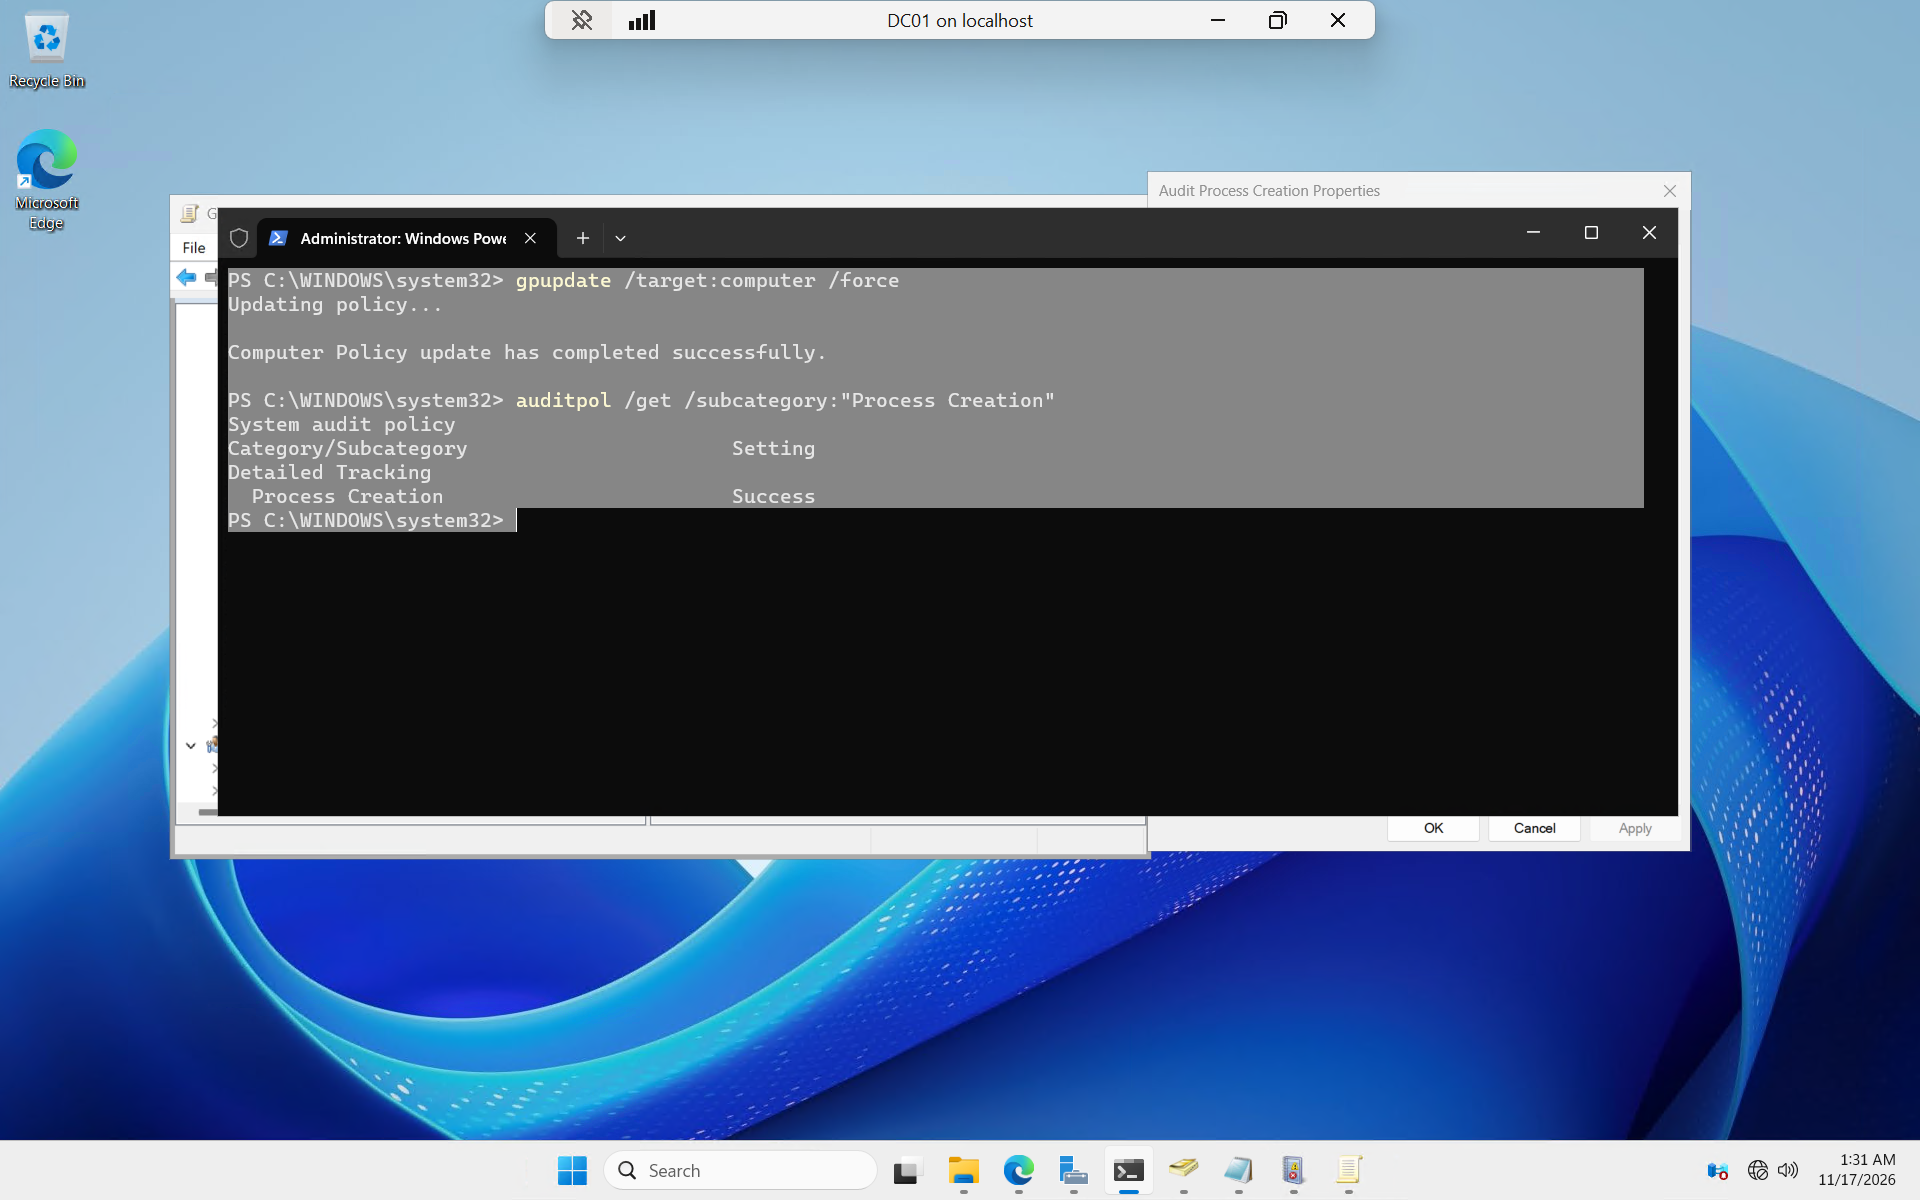 DC01 on localhost
Recycle Bin
Microsoft
Edge
Audit Process Creation Properties
G
File
Administrator: Windows Powe
PS C:\WINDOWS\system32> gpupdate /target:computer /force
Updating policy...
Computer Policy update has completed successfully.
PS C:\WINDOWS\system32> auditpol /get /subcategory:"Process Creation"
System audit policy
Category/Subcategory Setting
Detailed Tracking
Process Creation Success
PS C:\WINDOWS\system32>
OK Cancel Apply
Search
1:31 AM
11/17/2026